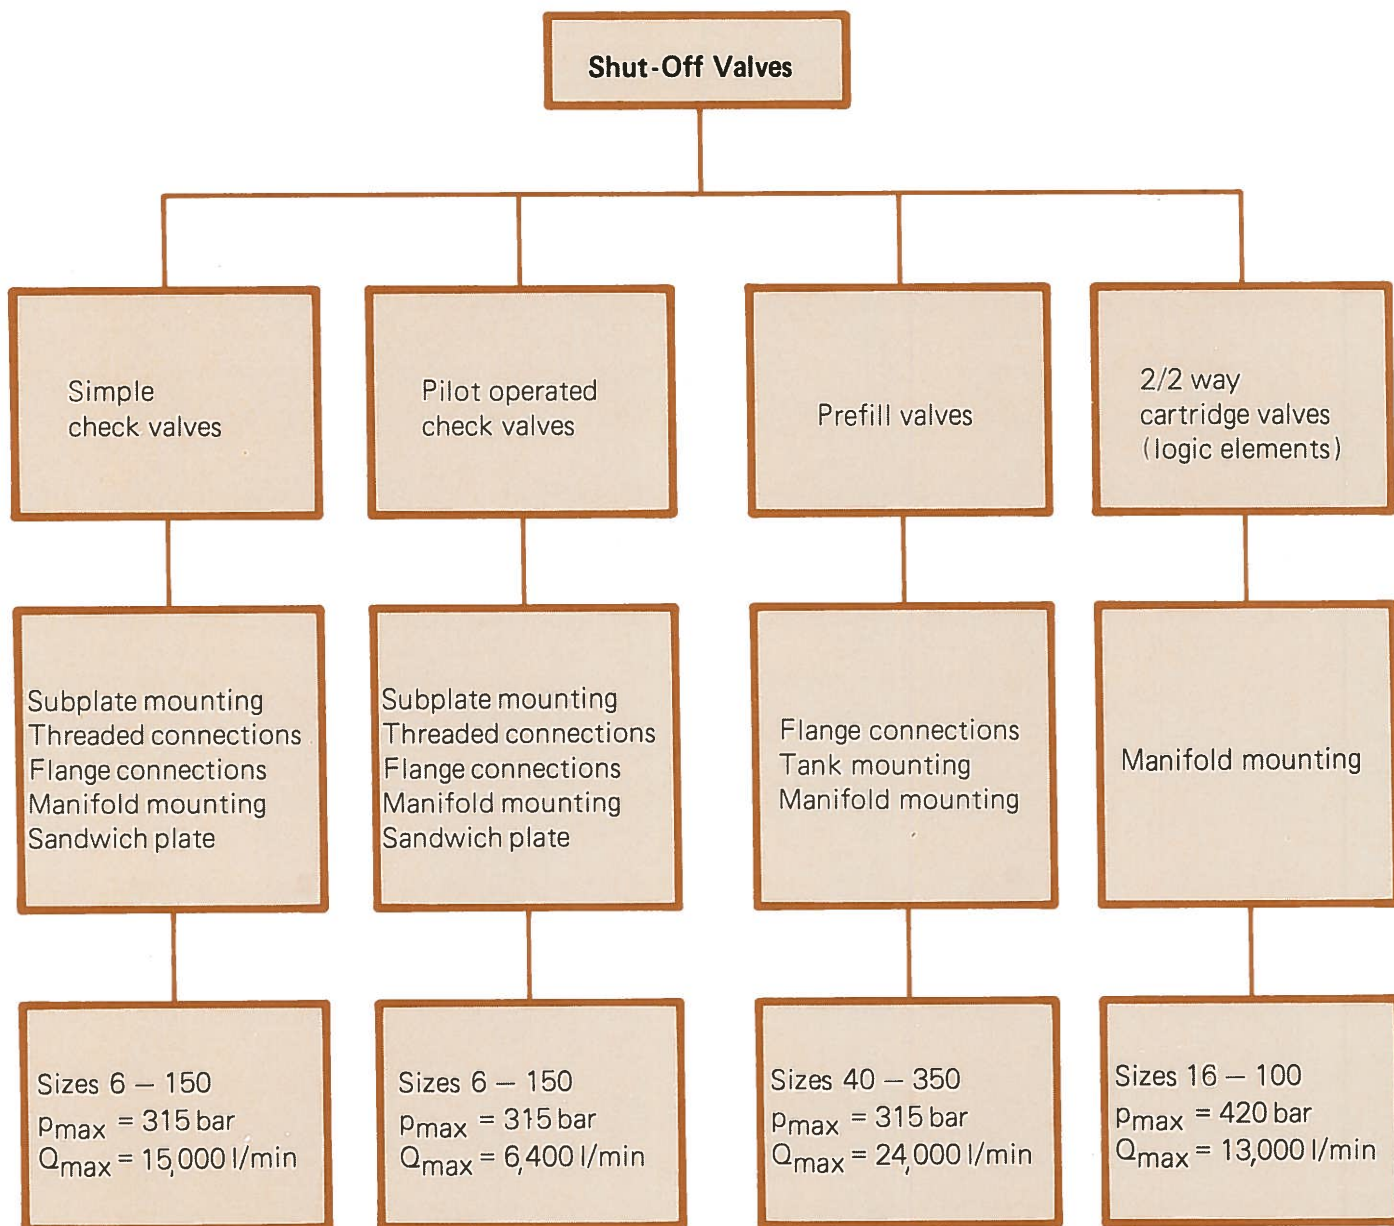 Shut-Off Valves
Simple
check valves
Pilot operated
check valves
Prefill valves
2/2 way
cartridge valves
(logic elements)
Subplate mounting
Threaded connections
Flange connections
Manifold mounting
Sandwich plate
Subplate mounting
Threaded connections
Flange connections
Manifold mounting
Sandwich plate
Flange connections
Tank mounting
Manifold mounting
Manifold mounting
Sizes 6 – 150
pmax = 315 bar
Qmax = 15,000 l/min
Sizes 6 – 150
pmax = 315 bar
Qmax = 6,400 l/min
Sizes 40 – 350
pmax = 315 bar
Qmax = 24,000 l/min
Sizes 16 – 100
pmax = 420 bar
Qmax = 13,000 l/min